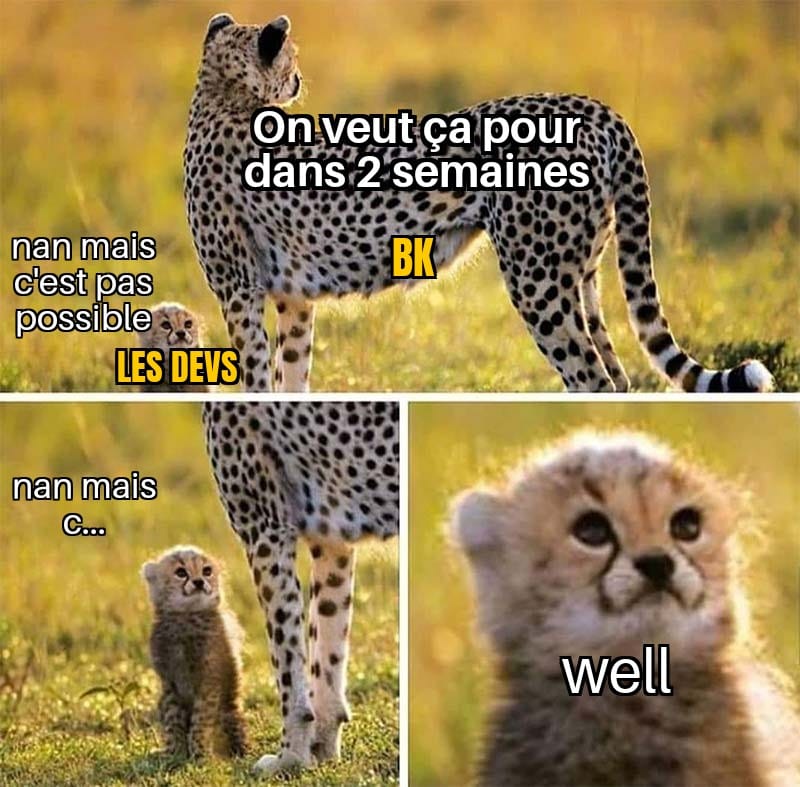 On veut ça pour
dans 2 semaines
BK
nan mais
c'est pas
possible
LES DEVS
nan mais
c...
well